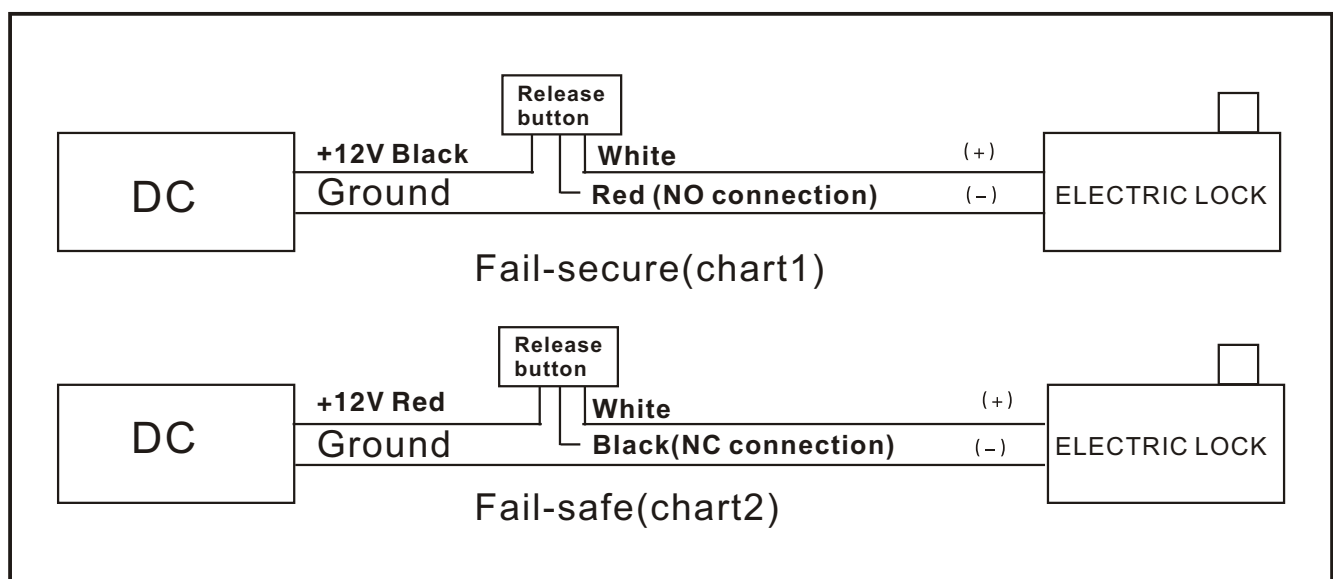 Release
button
+12V Black
White
(+)
DC
Ground
Red (NO connection)
(-)
ELECTRIC LOCK
Fail-secure(chart1)
Release
button
+12V Red
White
(+)
DC
Ground
Black(NC connection)
(-)
ELECTRIC LOCK
Fail-safe(chart2)